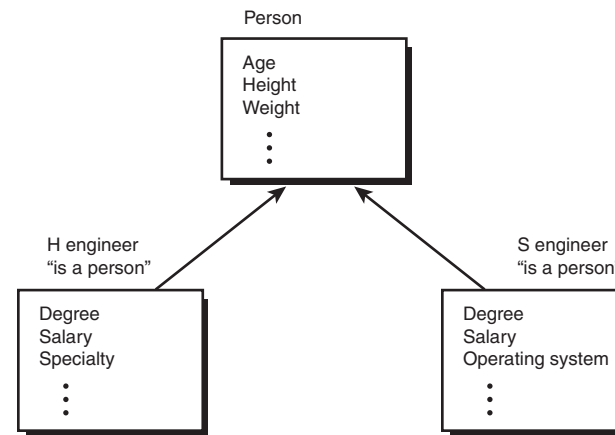 Person
Age
Height
Weight
H engineer
“is a person”
S engineer
“is a person
Degree
Salary
Specialty
Degree
Salary
Operating system